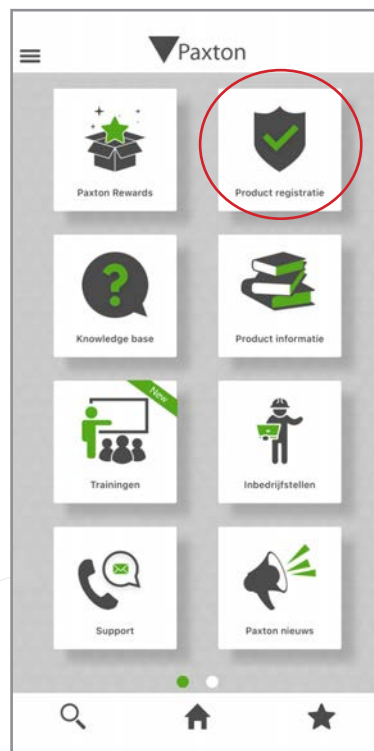 Paxton
Paxton Rewards
Product registratie
?
Knowledge base
Product informatie
New
Trainingen
Inbedrijfstellen
Support
Paxton nieuws